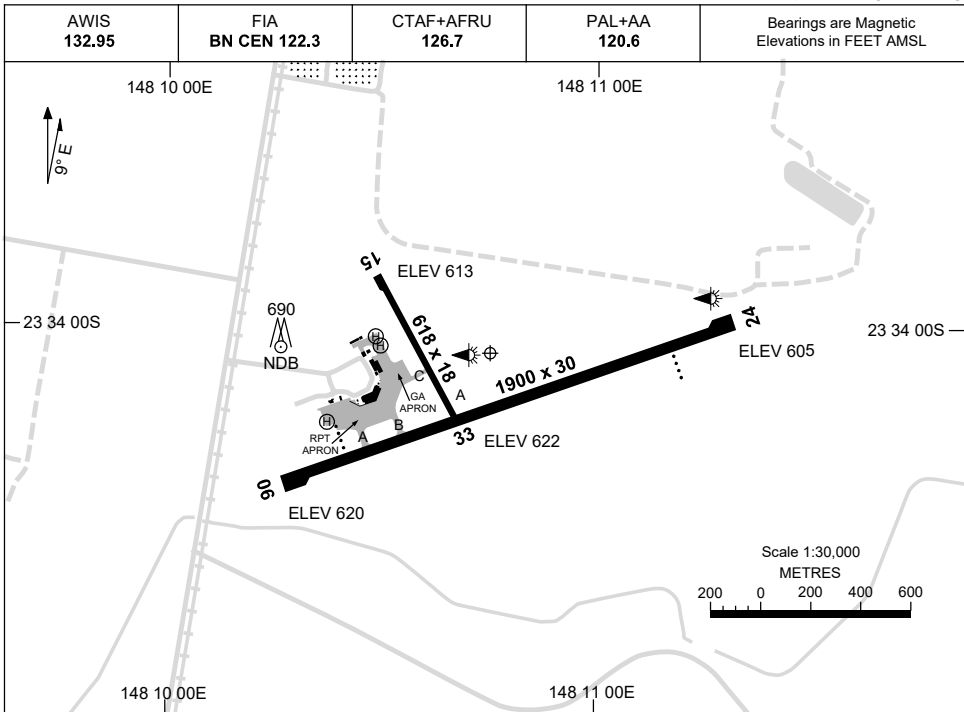 AWIS
132.95
FIA
BN CEN 122.3
CTAF+AFRU
126.7
PAL+AA
120.6
Bearings are Magnetic
Elevations in FEET AMSL
148 10 00E
148 11 00E
9° E
15
ELEV 613
690
NDB
23 34 00S
24
23 34 00S
ELEV 605
618 x 18
1900 x 30
H
H
C
GA
APRON
A
H
RPT
APRON
A
B
33
ELEV 622
06
ELEV 620
Scale 1:30,000
METRES
200 0 200 400 600
148 10 00E
148 11 00E